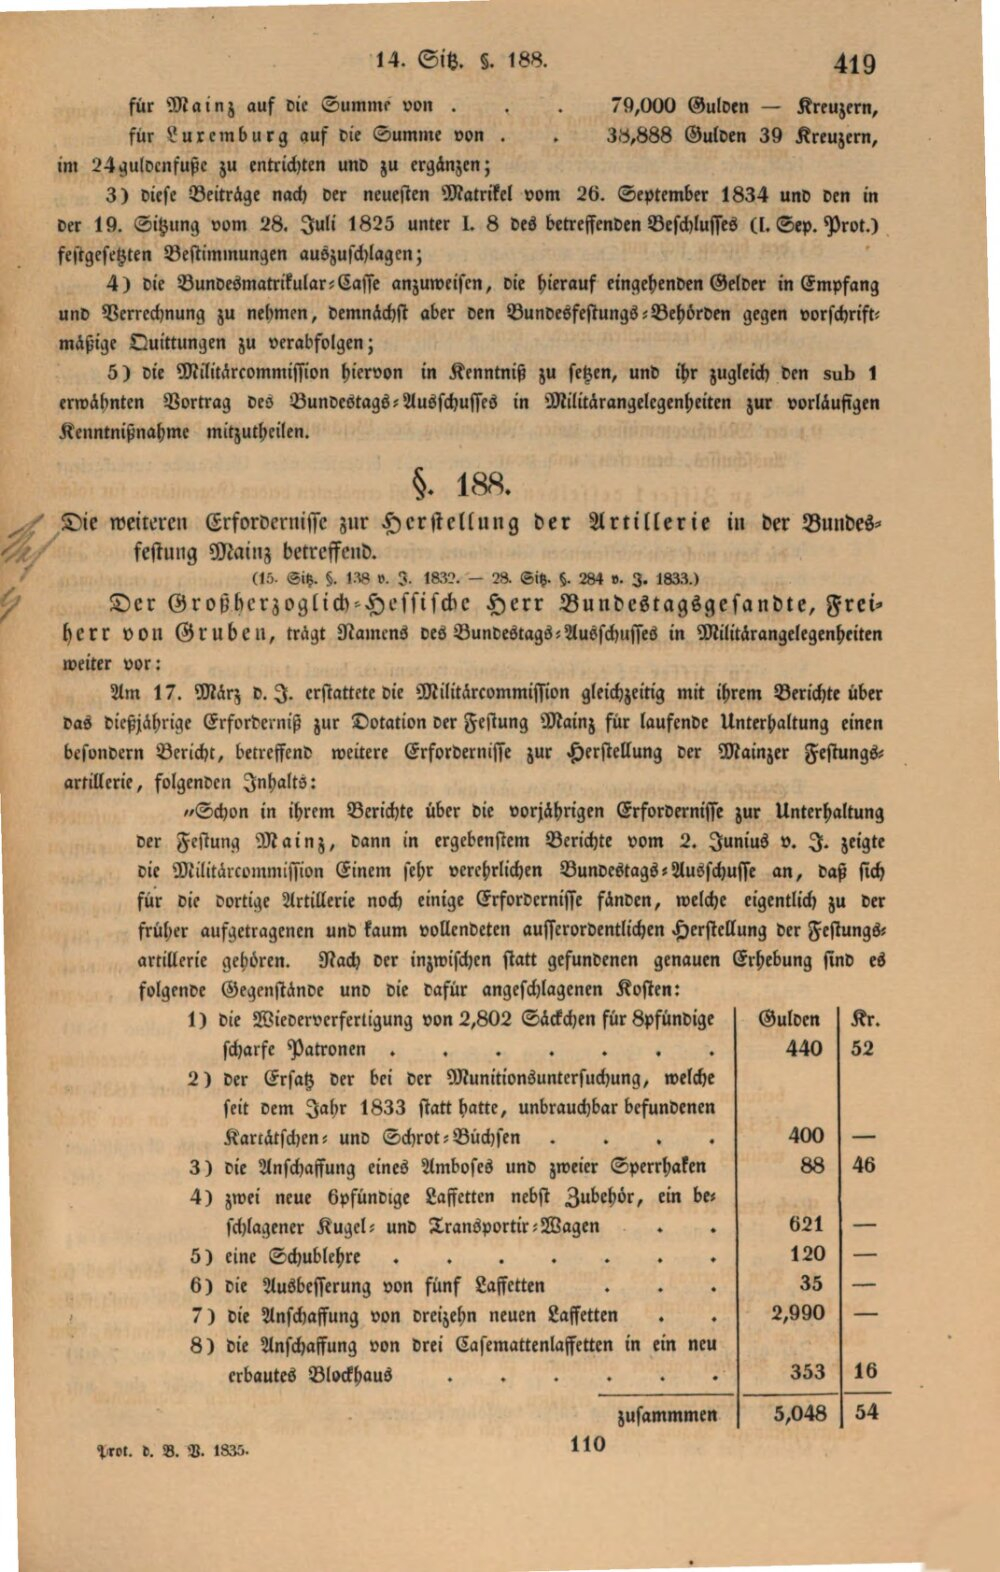 14. Sitz. §. 188.
419
für Mainz auf die Summe von . . . 79,000 Gulden — Kreuzern,
für Luxemburg auf die Summe von . . 38,888 Gulden 39 Kreuzern,
im 24guldenfuße zu entrichten und zu ergänzen;
3) diese Beiträge nach der neuesten Matrikel vom 26. September 1834 und den in
der 19. Sitzung vom 28. Juli 1825 unter I. 8 des betreffenden Beschlusses (l. Sep. Prot.)
festgesetzten Bestimmungen auszuschlagen;
4) die Bundesmatrikular-Casse anzuweisen, die hierauf eingehenden Gelder in Empfang
und Verrechnung zu nehmen, demnächst aber den Bundesfestungs-Behörden gegen vorschrift-
mäßige Quittungen zu verabfolgen;
5) die Militärcommission hiervon in Kenntniß zu setzen, und ihr zugleich den sub 1
erwähnten Vortrag des Bundestags-Ausschusses in Militärangelegenheiten zur vorläufigen
Kenntnißnahme mitzutheilen.
§. 188.
Die weiteren Erfordernisse zur Herstellung der Artillerie in der Bundes-
festung Mainz betreffend.
(15. Sitz. §. 138 v. J. 1832. — 28. Sitz. §. 284 v. J. 1833.)
Der Großherzoglich-Hessische Herr Bundestagsgesandte, Frei-
herr von Gruben, trägt Namens des Bundestags-Ausschusses in Militärangelegenheiten
weiter vor:
Am 17. März d. J. erstattete die Militärcommission gleichzeitig mit ihrem Berichte über
das dießjährige Erforderniß zur Dotation der Festung Mainz für laufende Unterhaltung einen
besondern Bericht, betreffend weitere Erfordernisse zur Herstellung der Mainzer Festungs-
artillerie, folgenden Inhalts:
„Schon in ihrem Berichte über die vorjährigen Erfordernisse zur Unterhaltung
der Festung Mainz, dann in ergebenstem Berichte vom 2. Junius v. J. zeigte
die Militärcommission Einem sehr verehrlichen Bundestags-Ausschusse an, daß sich
für die dortige Artillerie noch einige Erfordernisse fänden, welche eigentlich zu der
früher aufgetragenen und kaum vollendeten ausserordentlichen Herstellung der Festungs-
artillerie gehören. Nach der inzwischen statt gefundenen genauen Erhebung sind es
folgende Gegenstände und die dafür angeschlagenen Kosten:
1) die Wiederverfertigung von 2,802 Säckchen für 8pfündige Gulden Kr.
scharfe Patronen . . . . . . . 440 52
2) der Ersatz der bei der Munitionsuntersuchung, welche
seit dem Jahr 1833 statt hatte, unbrauchbar befundenen
Kartätschen- und Schrot-Büchsen . . . . 400 —
3) die Anschaffung eines Amboses und zweier Sperrhaken 88 46
4) zwei neue 6pfündige Laffetten nebst Zubehör, ein be-
schlagener Kugel- und Transportir-Wagen . . 621 —
5) eine Schublehre . . . . . . . 120 —
6) die Ausbesserung von fünf Laffetten . . . 35 —
7) die Anschaffung von dreizehn neuen Laffetten . . 2,990 —
8) die Anschaffung von drei Casemattenlaffetten in ein neu
erbautes Blockhaus . . . . . . 353 16
zusammmen 5,048 54
Prot. d. B. V. 1835.
110